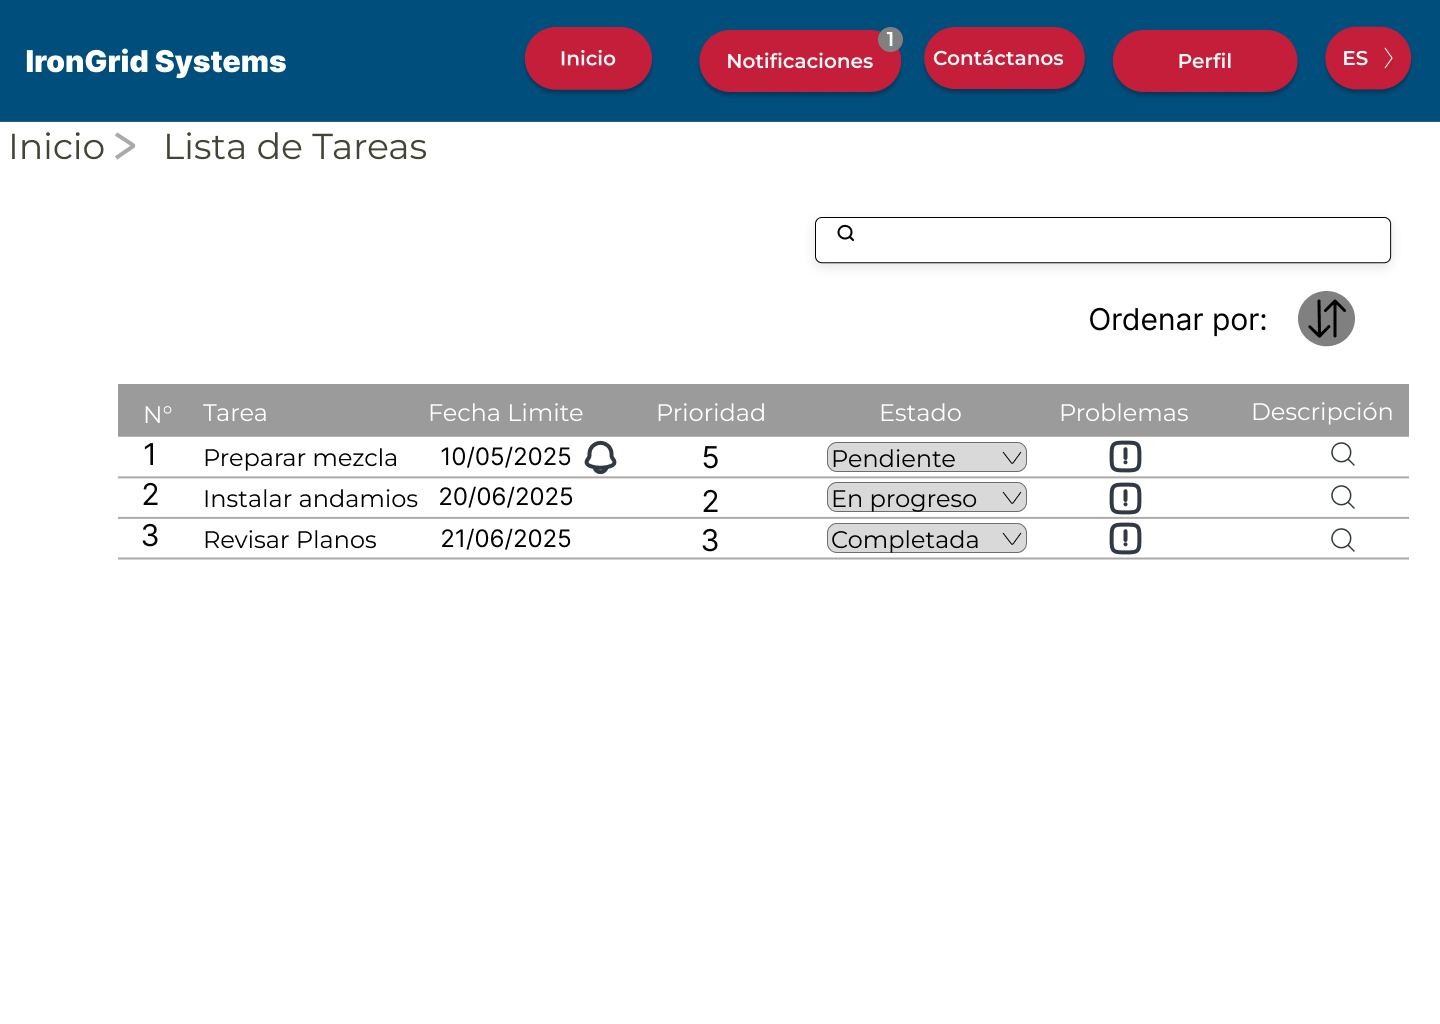 IronGrid Systems
Inicio
Notificaciones
1
Contáctanos
Perfil
ES
Inicio > Lista de Tareas
Ordenar por:
N° Tarea Fecha Limite Prioridad Estado Problemas Descripción
1 Preparar mezcla 10/05/2025 5 Pendiente
2 Instalar andamios 20/06/2025 2 En progreso
3 Revisar Planos 21/06/2025 3 Completada